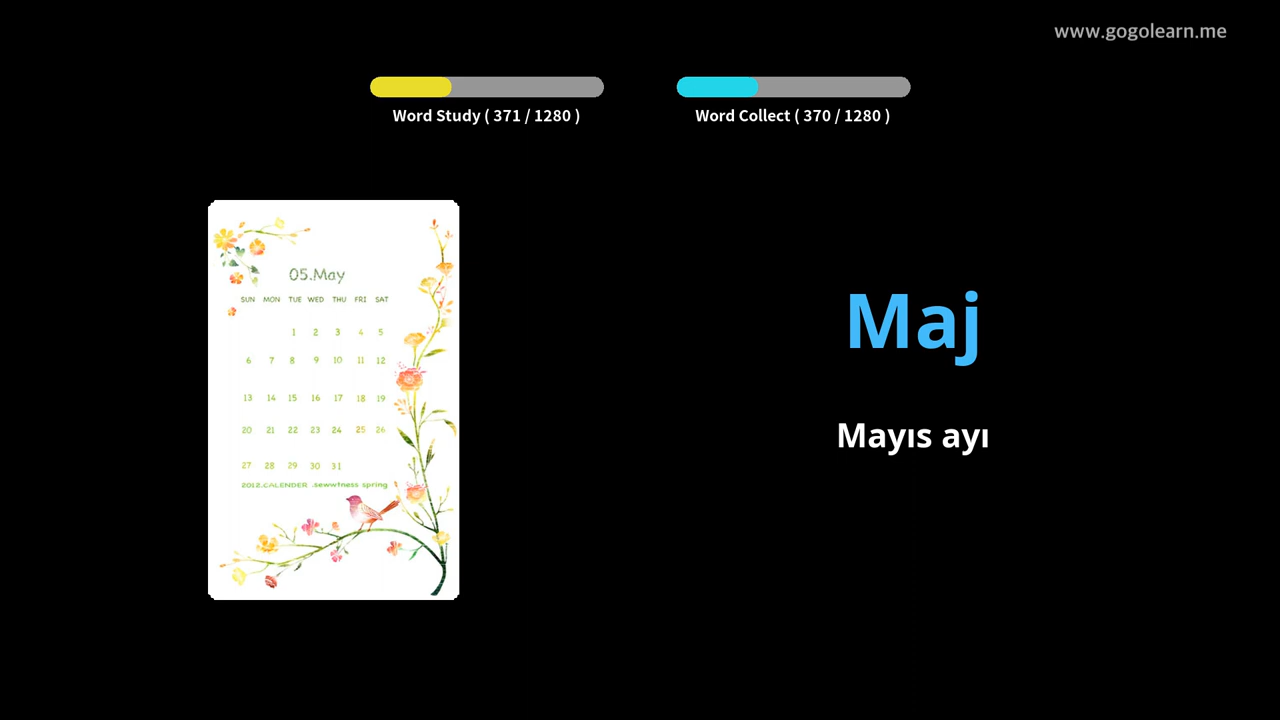 www.gogolearn.me
Word Study ( 371 / 1280 )
Word Collect ( 370 / 1280 )
05.May
SUN MON TUE WED THU FRI SAT
1 2 3 4 5
6 7 8 9 10 11 12
13 14 15 16 17 18 19
20 21 22 23 24 25 26
27 28 29 30 31
2012.CALENDER .sewwtness spring
Maj
Mayıs ayı